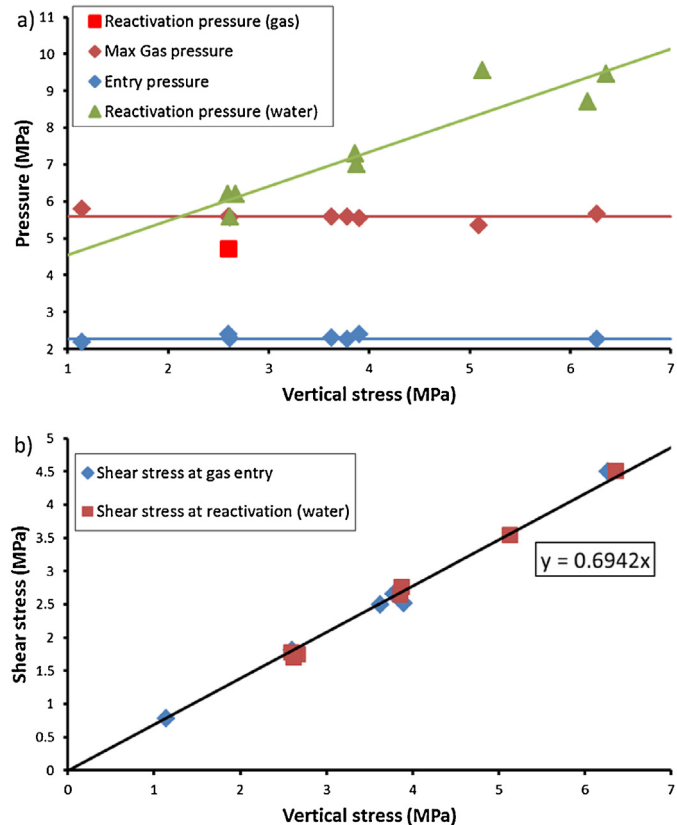 a)
Reactivation pressure (gas)
Max Gas pressure
Entry pressure
Reactivation pressure (water)
Pressure (MPa)
11
10
9
8
7
6
5
4
3
2
1 2 3 4 5 6 7
Vertical stress (MPa)
b)
Shear stress at gas entry
Shear stress at reactivation (water)
y = 0.6942x
Shear stress (MPa)
5
4.5
4
3.5
3
2.5
2
1.5
1
0.5
0
0 1 2 3 4 5 6 7
Vertical stress (MPa)